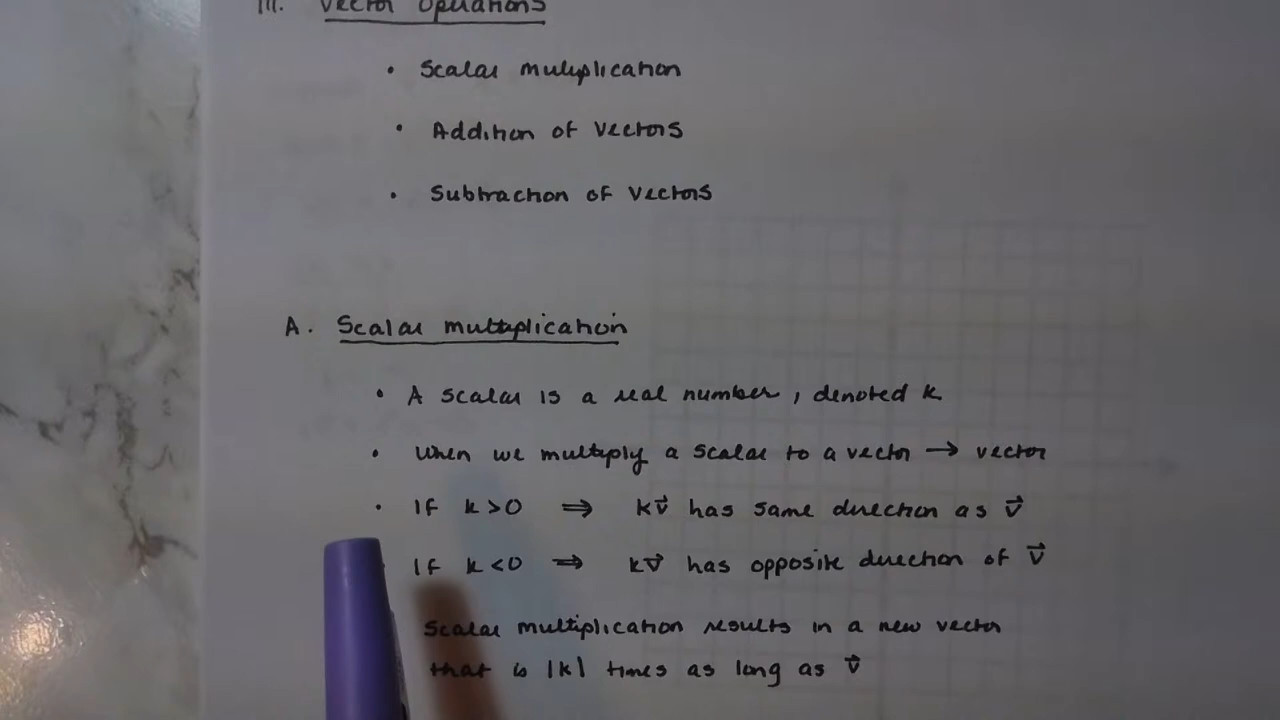 III. Vector Operations
• Scalar multiplication
• Addition of vectors
• Subtraction of vectors
A. Scalar multiplication
• A scalar is a real number, denoted k
• When we multiply a scalar to a vector → vector
• If k > 0 ⇒ kv⃗ has same direction as v⃗
• If k < 0 ⇒ kv⃗ has opposite direction of v⃗
Scalar multiplication results in a new vector
that is |k| times as long as v⃗